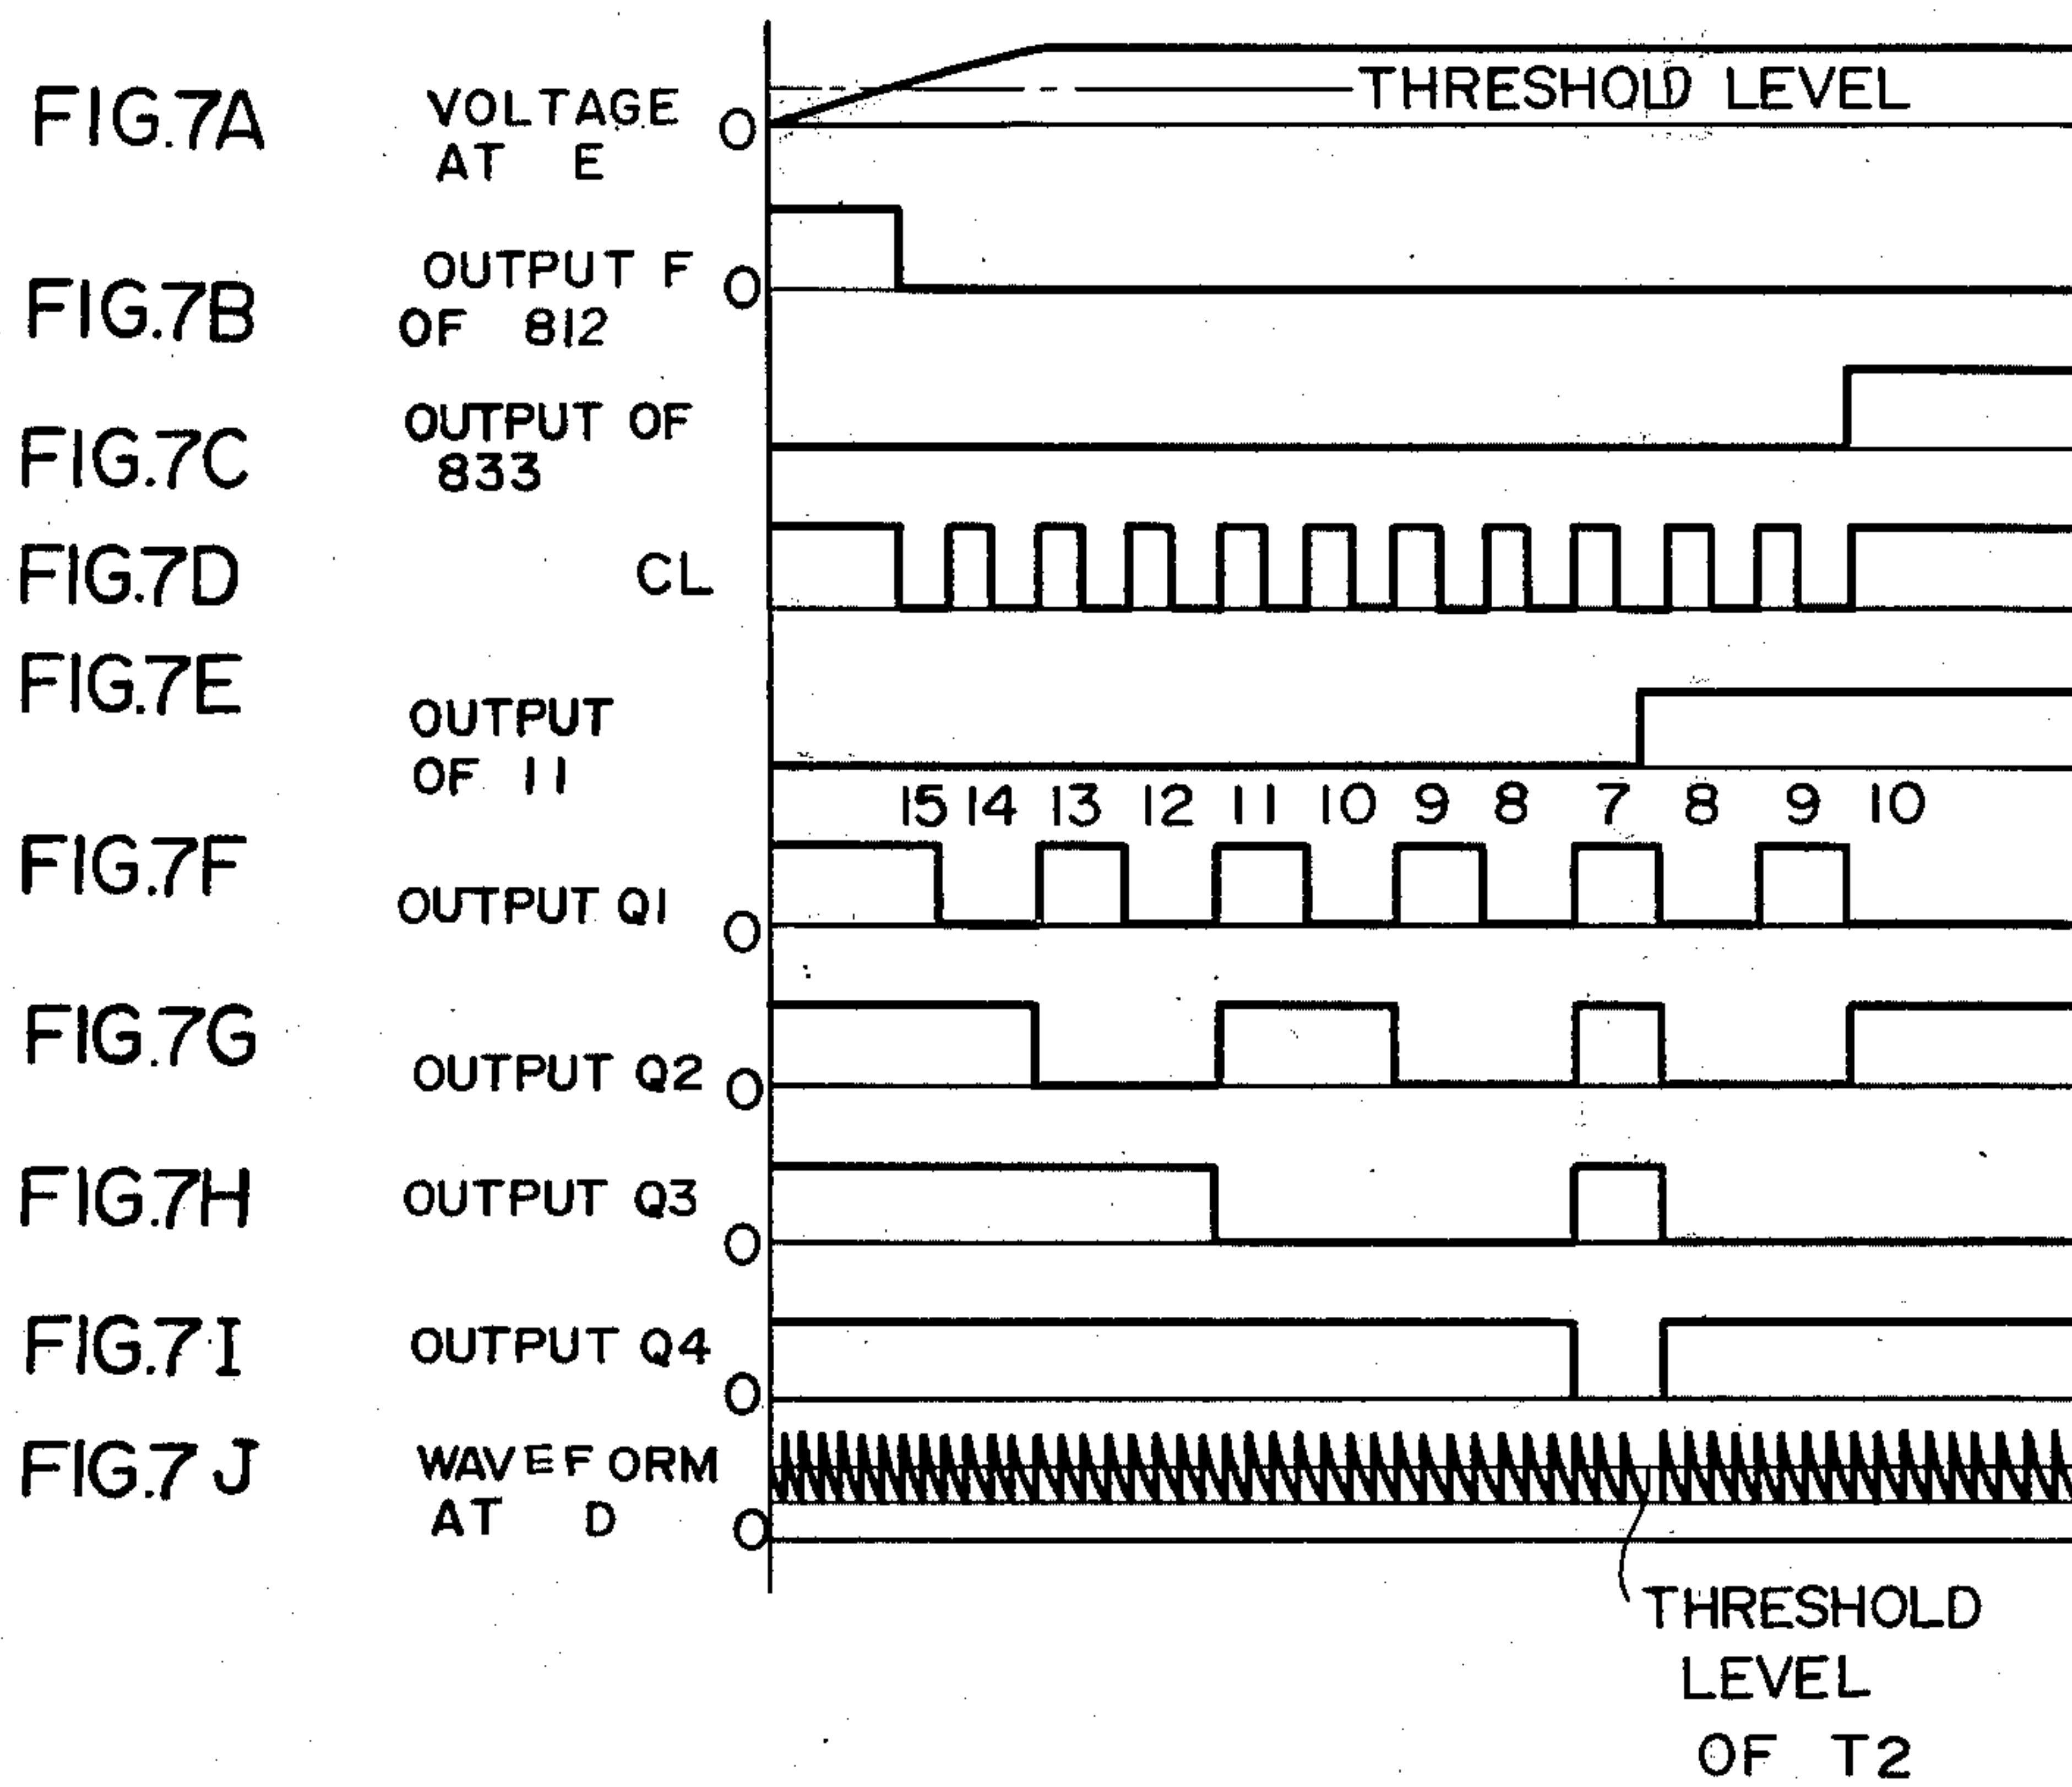 FIG.7A
VOLTAGE
AT E
O
THRESHOLD LEVEL
FIG.7B
OUTPUT F
OF 812
O
FIG.7C
OUTPUT OF
833
FIG.7D
CL
FIG.7E
OUTPUT
OF 11
15 14 13 12 11 10 9 8 7 8 9 10
FIG.7F
OUTPUT Q1
O
FIG.7G
OUTPUT Q2
O
FIG.7H
OUTPUT Q3
O
FIG.7I
OUTPUT Q4
O
FIG.7J
WAVEFORM
AT D
O
THRESHOLD
LEVEL
OF T2